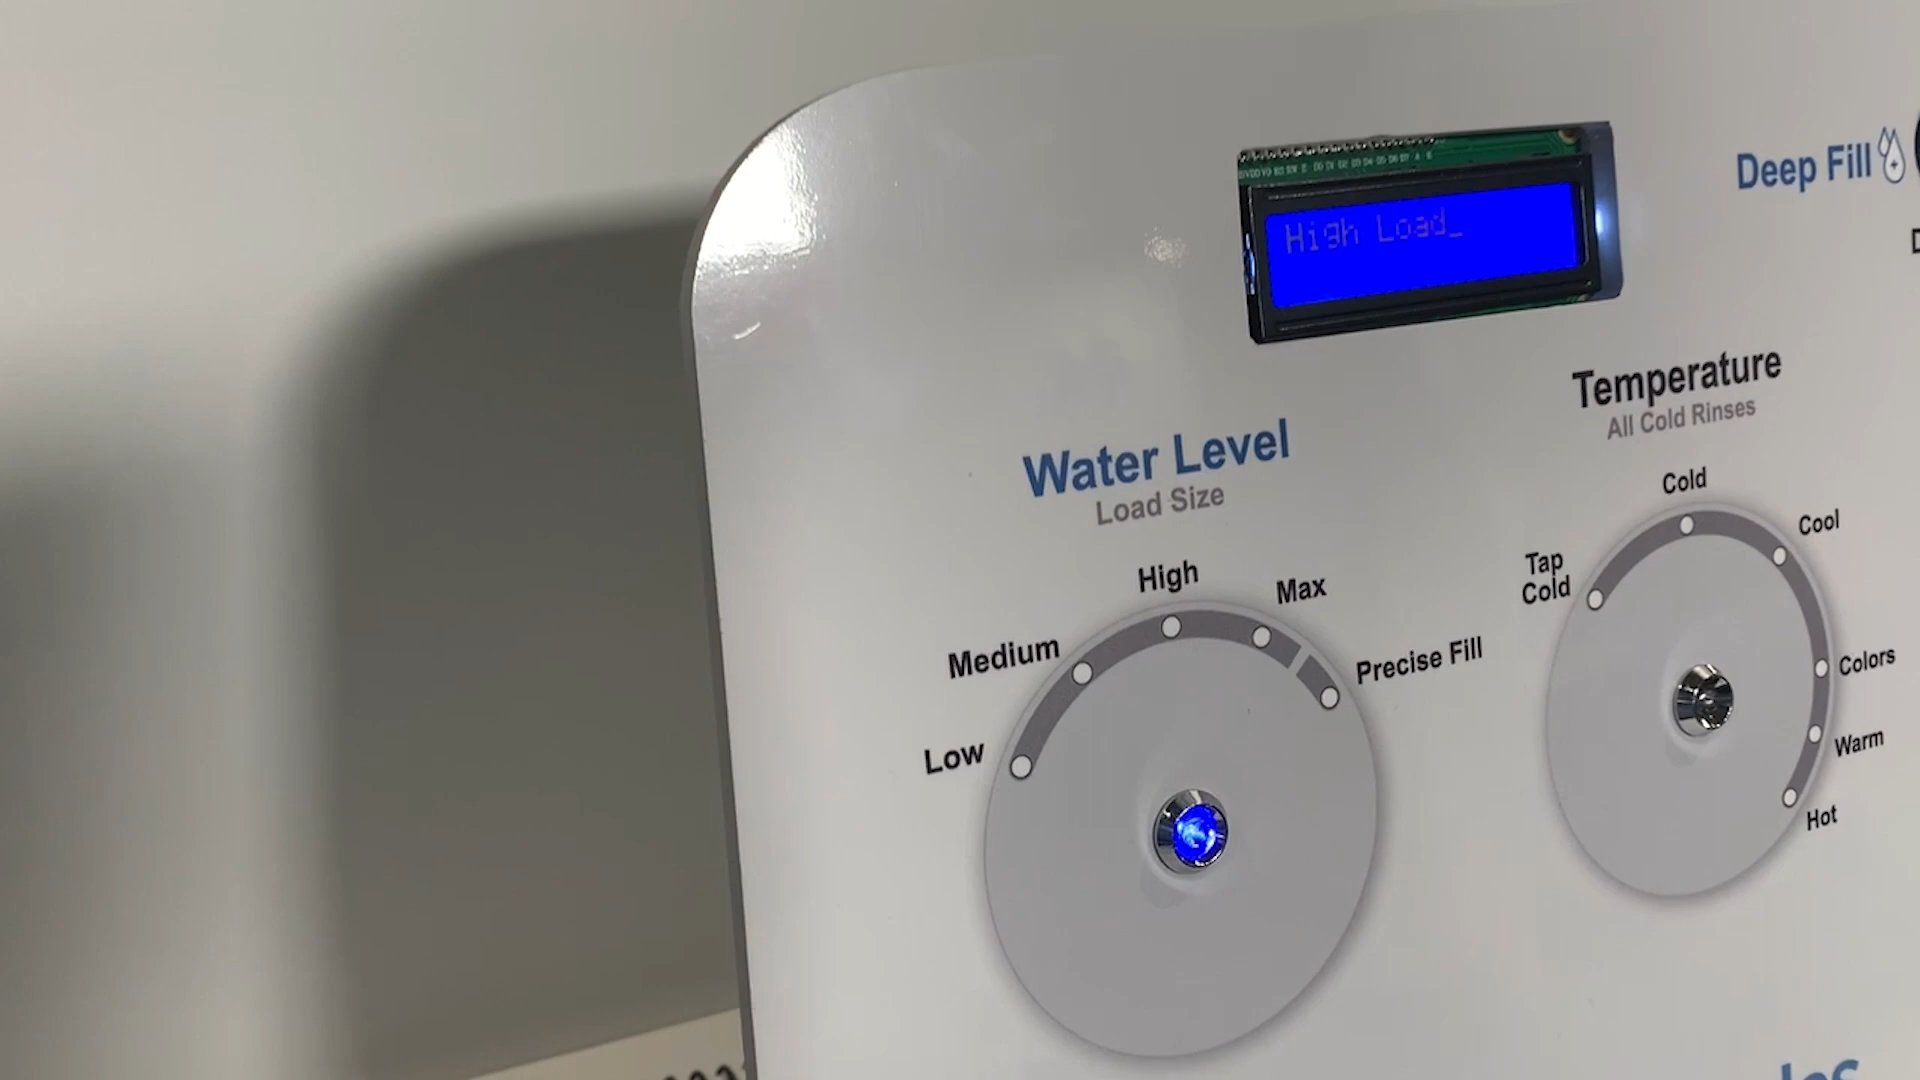 High Load_
Deep Fill
Temperature
All Cold Rinses
Water Level
Load Size
Low
Medium
High
Max
Precise Fill
Tap
Cold
Cold
Cool
Colors
Warm
Hot